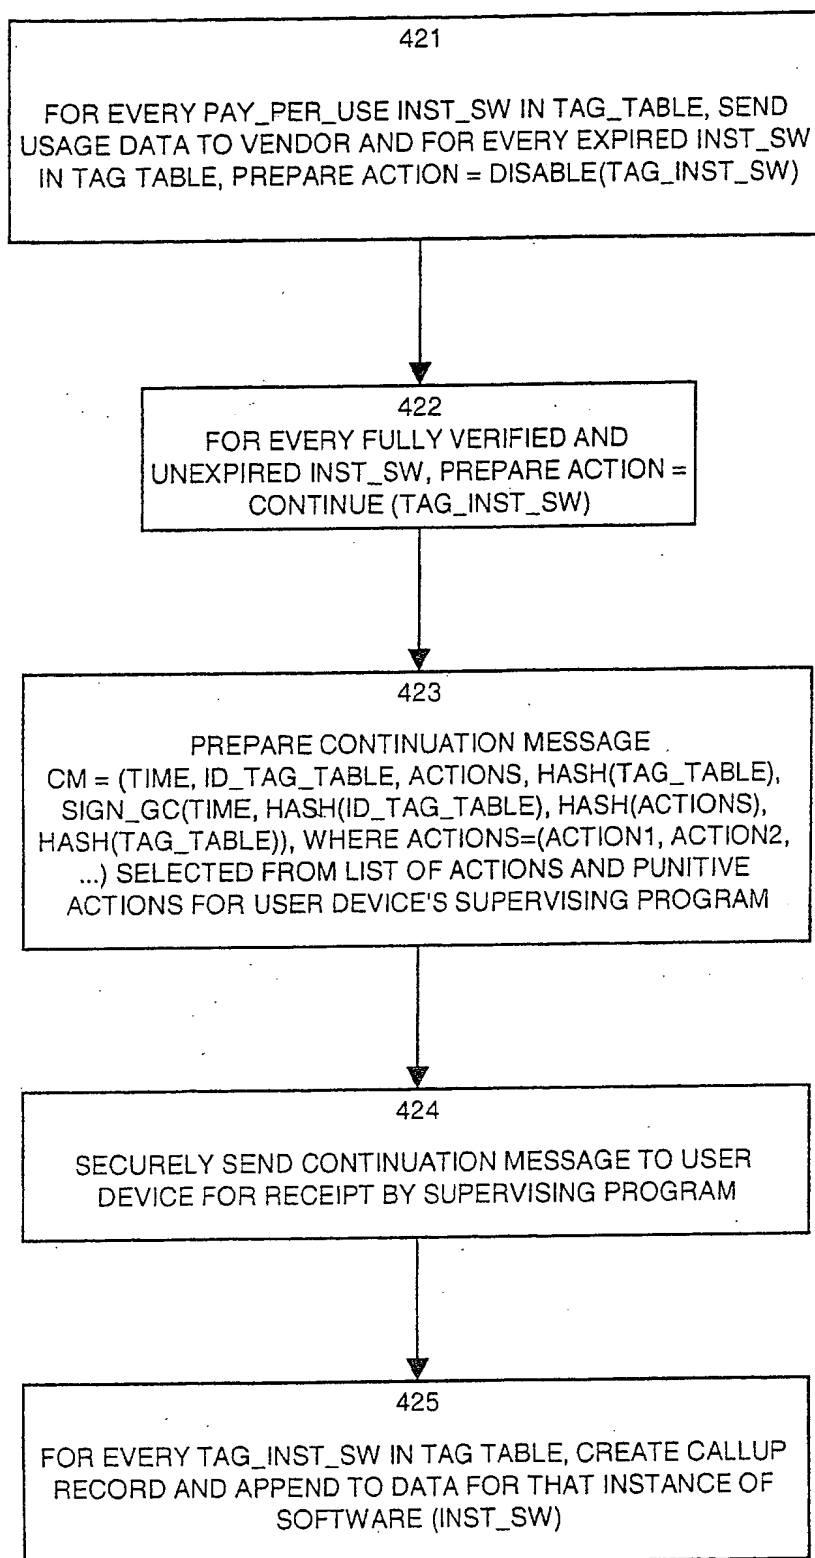 421
FOR EVERY PAY_PER_USE INST_SW IN TAG_TABLE, SEND
USAGE DATA TO VENDOR AND FOR EVERY EXPIRED INST_SW
IN TAG TABLE, PREPARE ACTION = DISABLE(TAG_INST_SW)
422
FOR EVERY FULLY VERIFIED AND
UNEXPIRED INST_SW, PREPARE ACTION =
CONTINUE (TAG_INST_SW)
423
PREPARE CONTINUATION MESSAGE
CM = (TIME, ID_TAG_TABLE, ACTIONS, HASH(TAG_TABLE),
SIGN_GC(TIME, HASH(ID_TAG_TABLE), HASH(ACTIONS),
HASH(TAG_TABLE)), WHERE ACTIONS=(ACTION1, ACTION2,
...) SELECTED FROM LIST OF ACTIONS AND PUNITIVE
ACTIONS FOR USER DEVICE'S SUPERVISING PROGRAM
424
SECURELY SEND CONTINUATION MESSAGE TO USER
DEVICE FOR RECEIPT BY SUPERVISING PROGRAM
425
FOR EVERY TAG_INST_SW IN TAG TABLE, CREATE CALLUP
RECORD AND APPEND TO DATA FOR THAT INSTANCE OF
SOFTWARE (INST_SW)